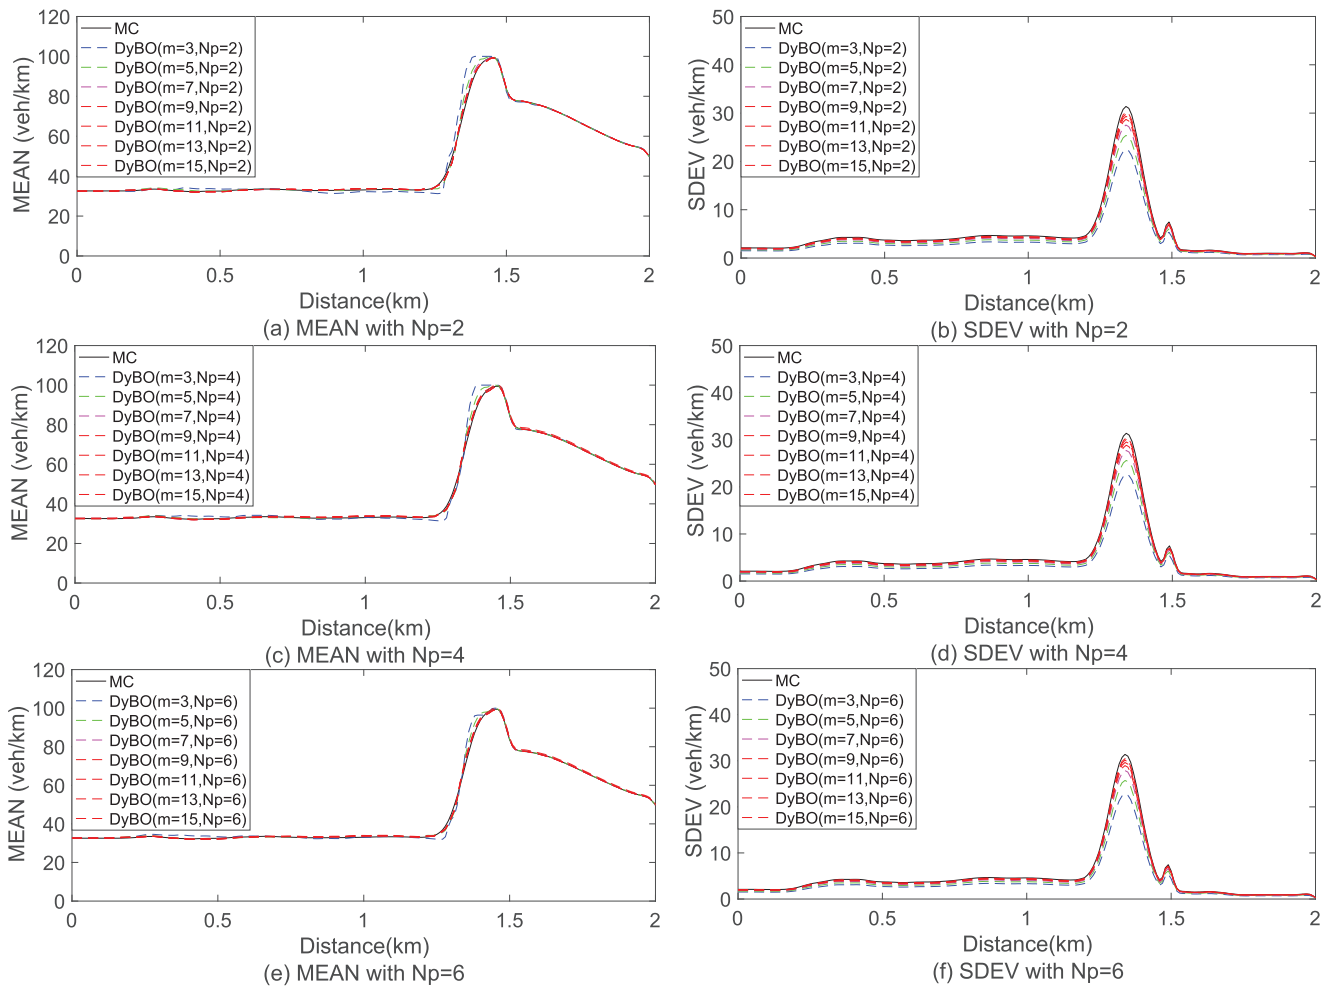 MEAN (veh/km)
120
100
80
60
40
20
0
MC
DyBO(m=3,Np=2)
DyBO(m=5,Np=2)
DyBO(m=7,Np=2)
DyBO(m=9,Np=2)
DyBO(m=11,Np=2)
DyBO(m=13,Np=2)
DyBO(m=15,Np=2)
0 0.5 1 1.5 2
Distance(km)
(a) MEAN with Np=2
SDEV (veh/km)
50
40
30
20
10
0
MC
DyBO(m=3,Np=2)
DyBO(m=5,Np=2)
DyBO(m=7,Np=2)
DyBO(m=9,Np=2)
DyBO(m=11,Np=2)
DyBO(m=13,Np=2)
DyBO(m=15,Np=2)
0 0.5 1 1.5 2
Distance(km)
(b) SDEV with Np=2
MEAN (veh/km)
120
100
80
60
40
20
0
MC
DyBO(m=3,Np=4)
DyBO(m=5,Np=4)
DyBO(m=7,Np=4)
DyBO(m=9,Np=4)
DyBO(m=11,Np=4)
DyBO(m=13,Np=4)
DyBO(m=15,Np=4)
0 0.5 1 1.5 2
Distance(km)
(c) MEAN with Np=4
SDEV (veh/km)
50
40
30
20
10
0
MC
DyBO(m=3,Np=4)
DyBO(m=5,Np=4)
DyBO(m=7,Np=4)
DyBO(m=9,Np=4)
DyBO(m=11,Np=4)
DyBO(m=13,Np=4)
DyBO(m=15,Np=4)
0 0.5 1 1.5 2
Distance(km)
(d) SDEV with Np=4
MEAN (veh/km)
120
100
80
60
40
20
0
MC
DyBO(m=3,Np=6)
DyBO(m=5,Np=6)
DyBO(m=7,Np=6)
DyBO(m=9,Np=6)
DyBO(m=11,Np=6)
DyBO(m=13,Np=6)
DyBO(m=15,Np=6)
0 0.5 1 1.5 2
Distance(km)
(e) MEAN with Np=6
SDEV (veh/km)
50
40
30
20
10
0
MC
DyBO(m=3,Np=6)
DyBO(m=5,Np=6)
DyBO(m=7,Np=6)
DyBO(m=9,Np=6)
DyBO(m=11,Np=6)
DyBO(m=13,Np=6)
DyBO(m=15,Np=6)
0 0.5 1 1.5 2
Distance(km)
(f) SDEV with Np=6